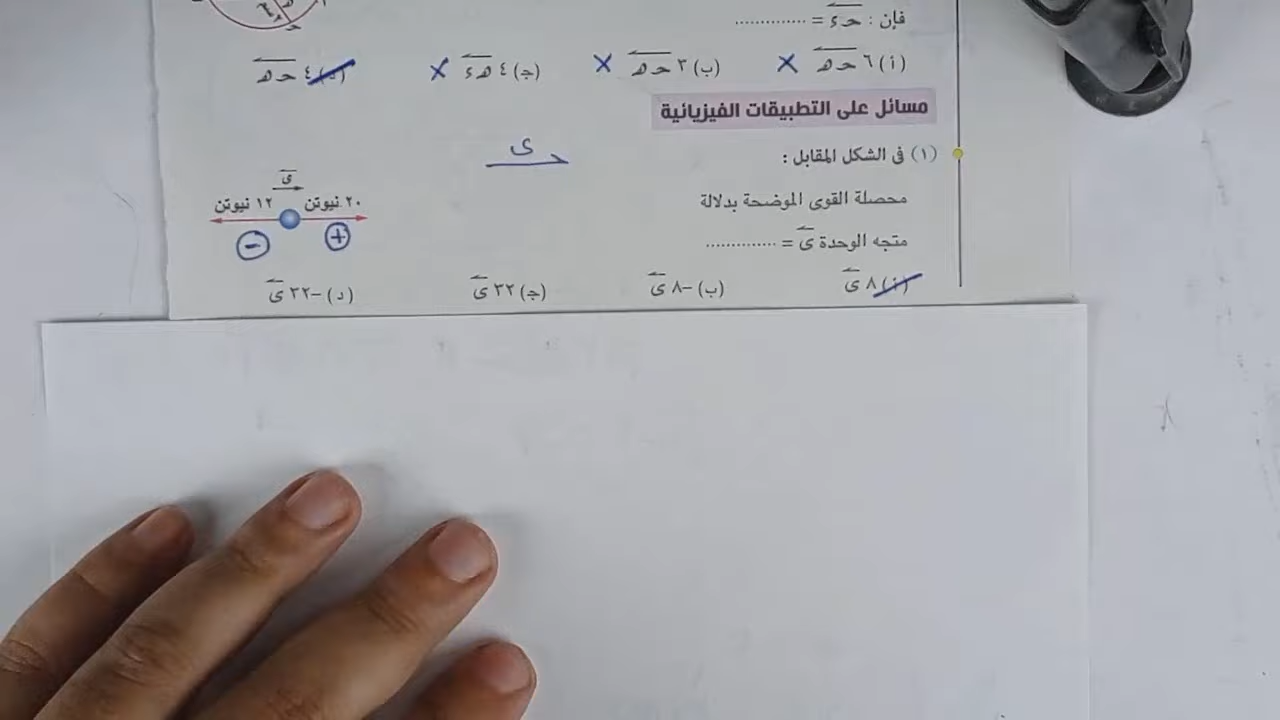 فإن : حـ ء = ..............
(أ) ٦ حـ هـ × (ب) ٣ حـ هـ × (جـ) ٤ هـ ء × (د) ٤ حـ هـ
مسائل على التطبيقات الفيزيائية
(١) فى الشكل المقابل :
ى
محصلة القوى الموضحة بدلالة
متجه الوحدة ى = ..............
ى
٢٠ نيوتن ١٢ نيوتن
+ −
(أ) ٨ ى (ب) –٨ ى (جـ) ٣٢ ى (د) –٣٢ ى